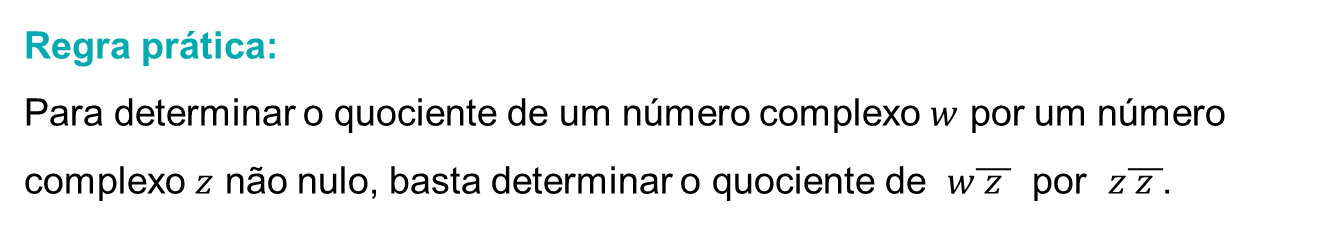 Regra prática:
Para determinar o quociente de um número complexo w por um número
complexo z não nulo, basta determinar o quociente de w z̅ por z z̅.